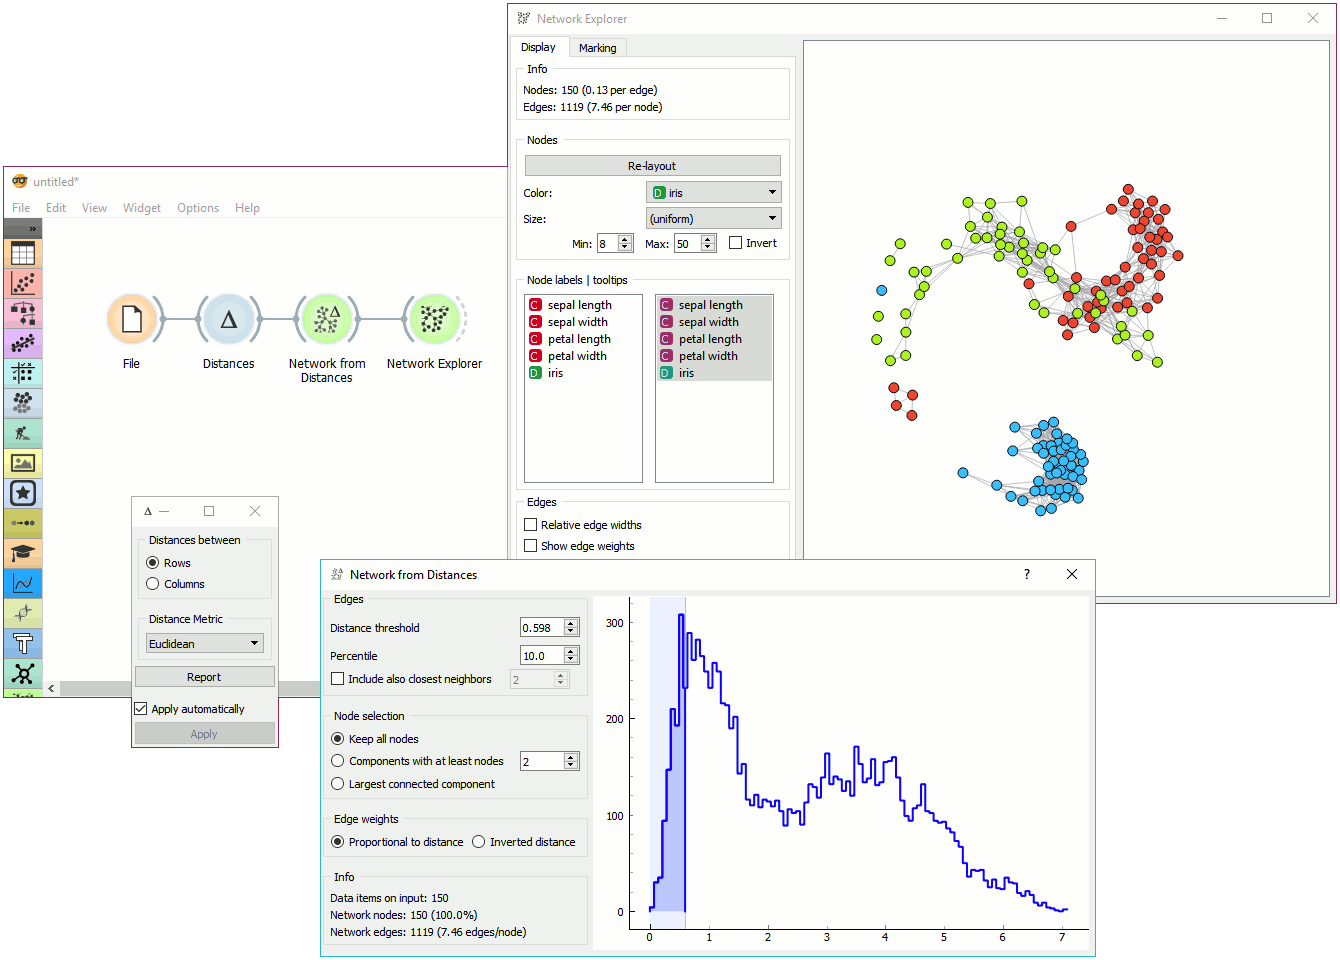 Network Explorer
Display
Marking
Info
Nodes: 150 (0.13 per edge)
Edges: 1119 (7.46 per node)
Nodes
Re-layout
Color:
D iris
Size:
(uniform)
Min: 8
Max: 50
Invert
Node labels | tooltips
C sepal length
C sepal width
C petal length
C petal width
D iris
C sepal length
C sepal width
C petal length
C petal width
D iris
Edges
Relative edge widths
Show edge weights
untitled*
File Edit View Widget Options Help
»
File
Δ
Distances
Δ
Network from
Distances
Network Explorer
Δ
Distances between
Rows
Columns
Distance Metric
Euclidean
Report
Apply automatically
Apply
Network from Distances
?
Edges
Distance threshold 0.598
Percentile 10.0
Include also closest neighbors 2
Node selection
Keep all nodes
Components with at least nodes 2
Largest connected component
Edge weights
Proportional to distance
Inverted distance
Info
Data items on input: 150
Network nodes: 150 (100.0%)
Network edges: 1119 (7.46 edges/node)
300
200
100
0
0 1 2 3 4 5 6 7